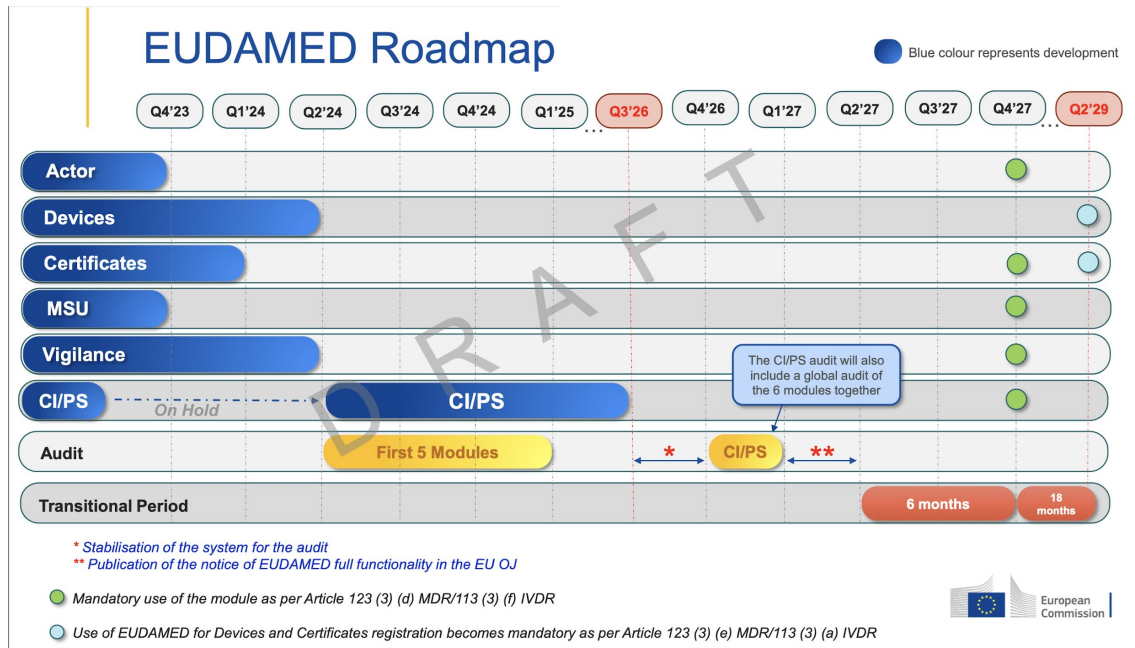 EUDAMED Roadmap
Blue colour represents development
Q4'23 Q1'24 Q2'24 Q3'24 Q4'24 Q1'25 ... Q3'26 Q4'26 Q1'27 Q2'27 Q3'27 Q4'27 ... Q2'29
Actor
Devices
Certificates
MSU
Vigilance
The CI/PS audit will also
include a global audit of
the 6 modules together
CI/PS On Hold CI/PS
Audit First 5 Modules * CI/PS **
Transitional Period 6 months 18
months
DRAFT
* Stabilisation of the system for the audit
** Publication of the notice of EUDAMED full functionality in the EU OJ
Mandatory use of the module as per Article 123 (3) (d) MDR/113 (3) (f) IVDR
Use of EUDAMED for Devices and Certificates registration becomes mandatory as per Article 123 (3) (e) MDR/113 (3) (a) IVDR
European
Commission